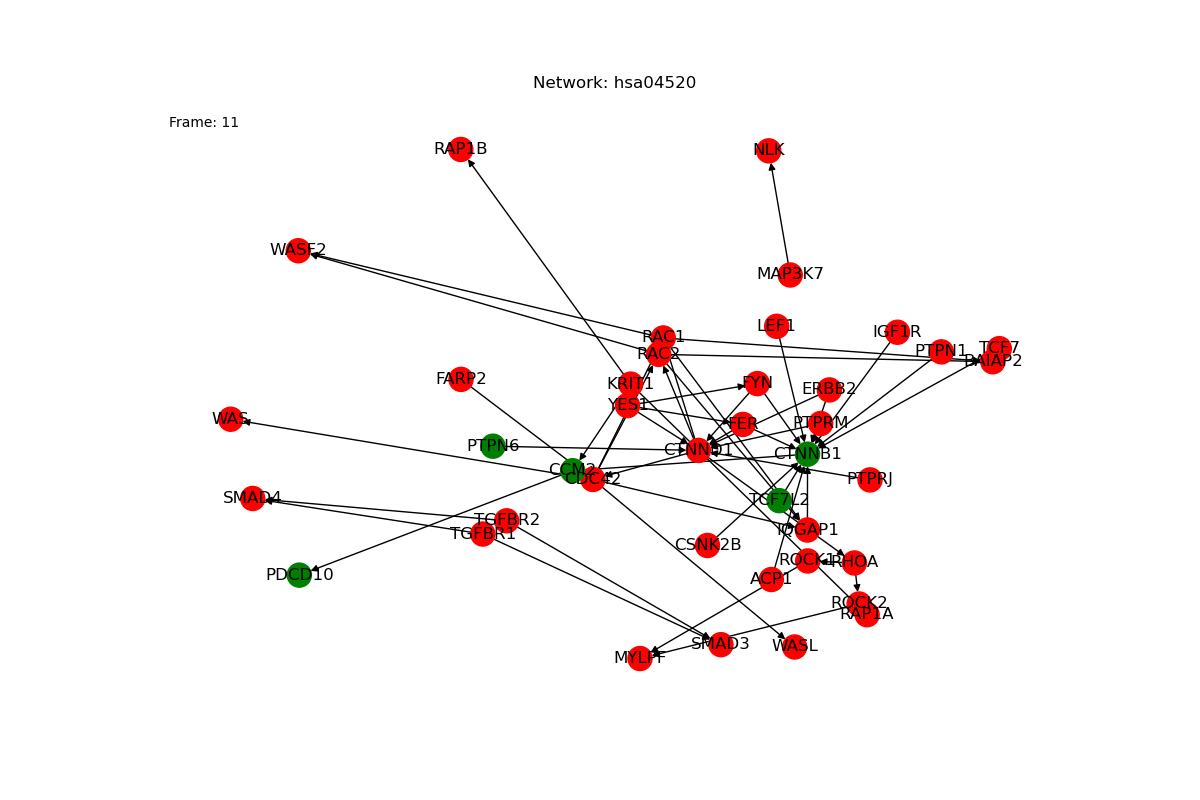 Network: hsa04520
Frame: 11
RAP1B
NLK
WASF2
MAP3K7
LEF1
IGF1R
RAC1
TCF7
PTPN1
RAC2
BAIAP2
FARP2
KRIT1
FYN
ERBB2
YES1
WAS
FER
PTPRM
PTPN6
CTNND1
CTNNB1
CCM2
CDC42
PTPRJ
SMAD4
TCF7L2
TGFBR2
TGFBR1
IQGAP1
CSNK2B
ROCK1
RHOA
PDCD10
ACP1
ROCK2
RAP1A
SMAD3
WASL